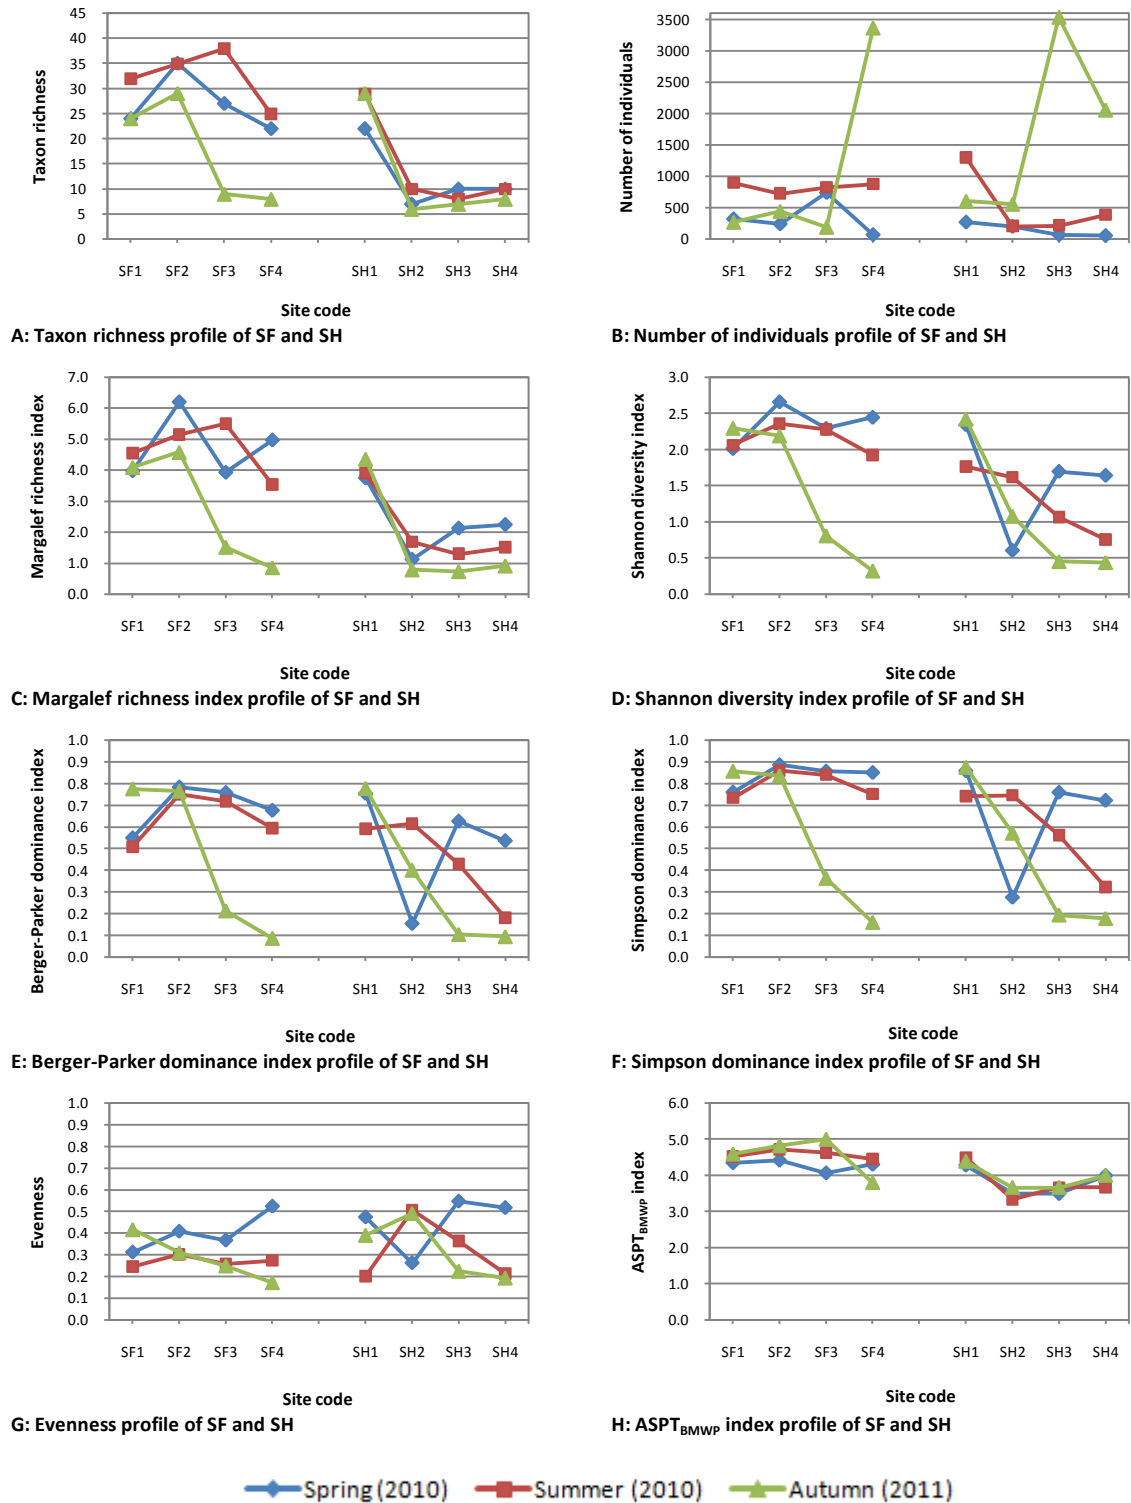 45
40
35
30
25
20
15
10
5
0
Taxon richness
SF1 SF2 SF3 SF4 SH1 SH2 SH3 SH4
Site code
A: Taxon richness profile of SF and SH
3500
3000
2500
2000
1500
1000
500
0
Number of individuals
SF1 SF2 SF3 SF4 SH1 SH2 SH3 SH4
Site code
B: Number of individuals profile of SF and SH
7.0
6.0
5.0
4.0
3.0
2.0
1.0
0.0
Margalef richness index
SF1 SF2 SF3 SF4 SH1 SH2 SH3 SH4
Site code
C: Margalef richness index profile of SF and SH
3.0
2.5
2.0
1.5
1.0
0.5
0.0
Shannon diversity index
SF1 SF2 SF3 SF4 SH1 SH2 SH3 SH4
Site code
D: Shannon diversity index profile of SF and SH
1.0
0.9
0.8
0.7
0.6
0.5
0.4
0.3
0.2
0.1
0.0
Berger-Parker dominance index
SF1 SF2 SF3 SF4 SH1 SH2 SH3 SH4
Site code
E: Berger-Parker dominance index profile of SF and SH
1.0
0.9
0.8
0.7
0.6
0.5
0.4
0.3
0.2
0.1
0.0
Simpson dominance index
SF1 SF2 SF3 SF4 SH1 SH2 SH3 SH4
Site code
F: Simpson dominance index profile of SF and SH
1.0
0.9
0.8
0.7
0.6
0.5
0.4
0.3
0.2
0.1
0.0
Evenness
SF1 SF2 SF3 SF4 SH1 SH2 SH3 SH4
Site code
G: Evenness profile of SF and SH
6.0
5.0
4.0
3.0
2.0
1.0
0.0
ASPTBMWP index
SF1 SF2 SF3 SF4 SH1 SH2 SH3 SH4
Site code
H: ASPTBMWP index profile of SF and SH
Spring (2010) Summer (2010) Autumn (2011)